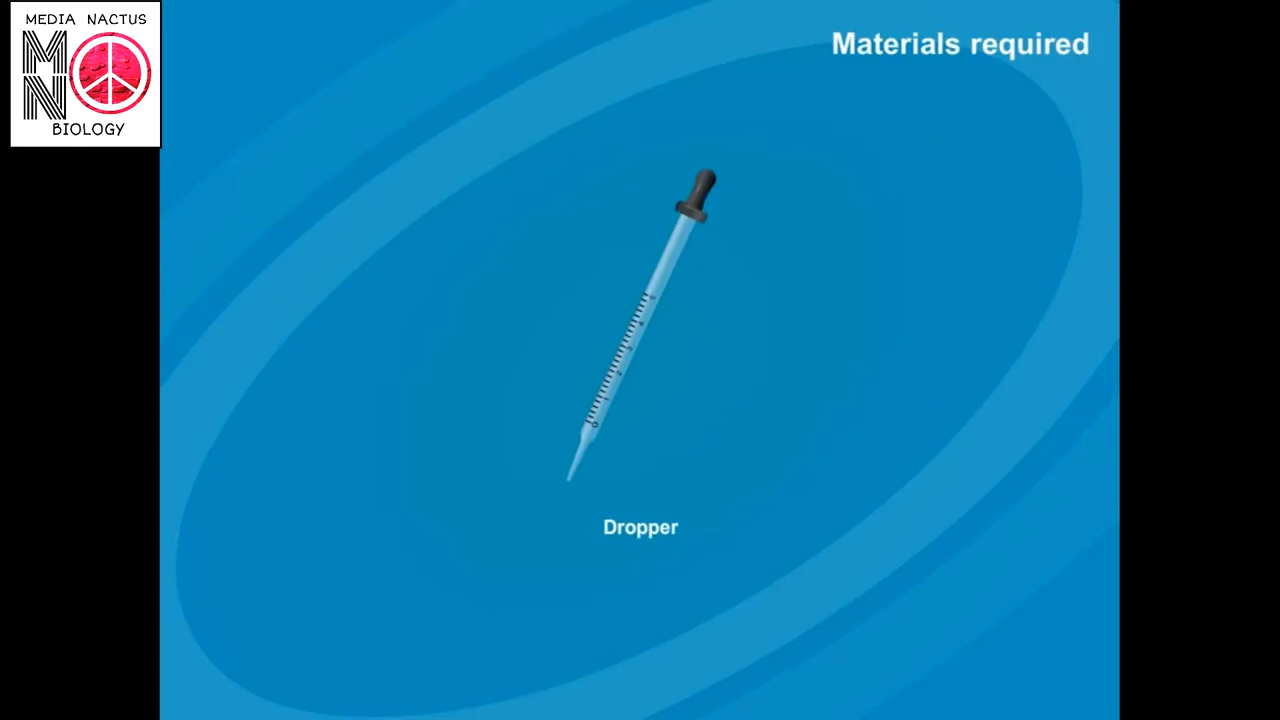 MEDIA NACTUS
MN
BIOLOGY
Materials required
Dropper